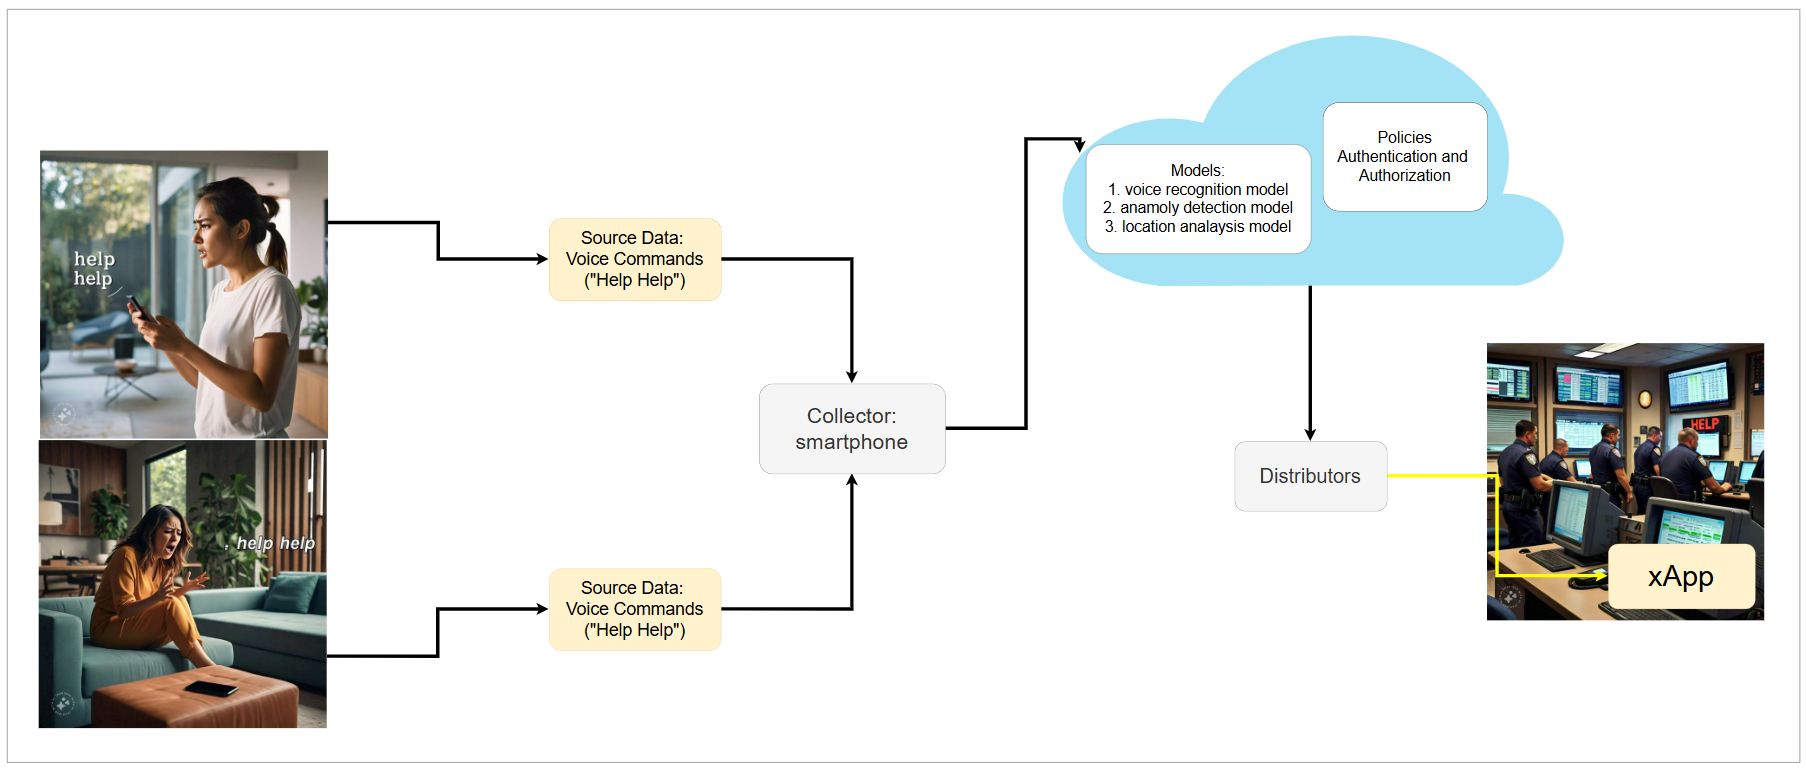 help
help
. help help
Source Data:
Voice Commands
("Help Help")
Source Data:
Voice Commands
("Help Help")
Collector:
smartphone
Models:
1. voice recognition model
2. anamoly detection model
3. location analaysis model
Policies
Authentication and
Authorization
Distributors
HELP
xApp